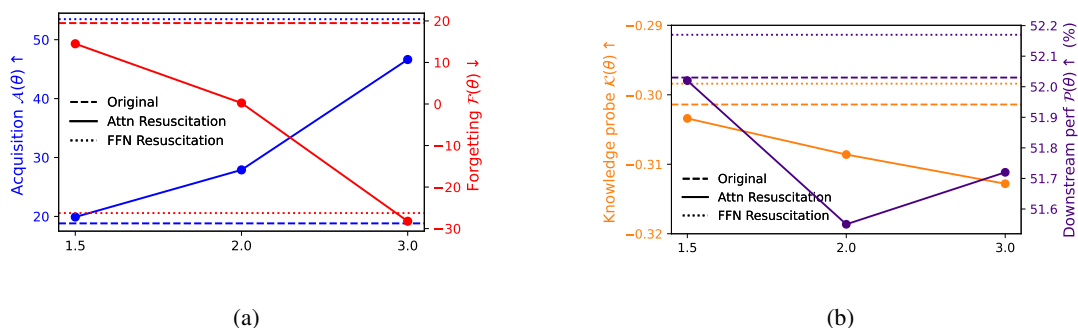 50
40
30
20
Acquisition 𝒜(θ) ↑
Original
Attn Resuscitation
FFN Resuscitation
20
10
0
−10
−20
−30
Forgetting ℱ(θ) ↓
1.5
2.0
3.0
(a)
−0.29
−0.30
−0.31
−0.32
Knowledge probe 𝒦(θ) ↑
Original
Attn Resuscitation
FFN Resuscitation
52.2
52.1
52.0
51.9
51.8
51.7
51.6
Downstream perf 𝒫(θ) ↑ (%)
1.5
2.0
3.0
(b)